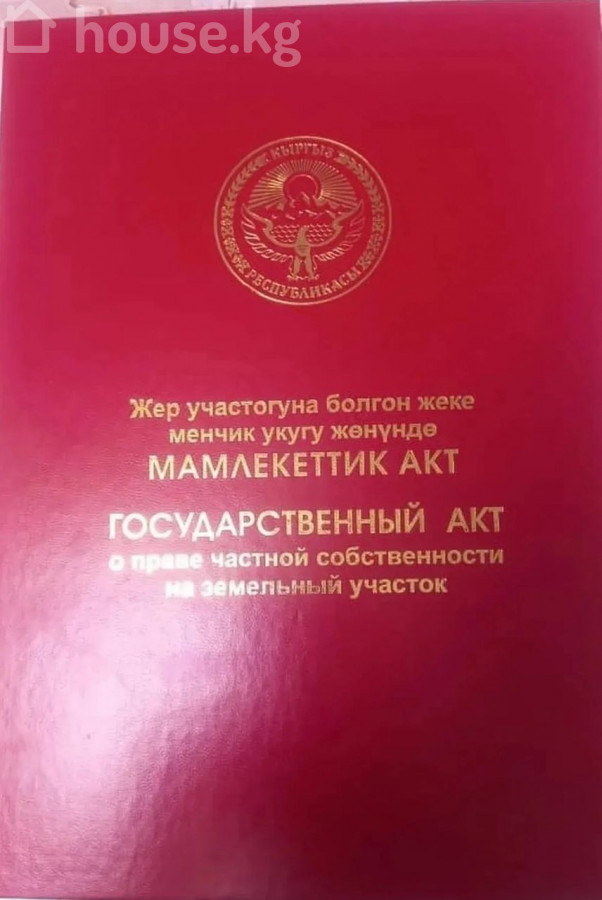 house.kg
КЫРГЫЗ
РЕСПУБЛИКАСЫ
Жер участогуна болгон жеке
менчик укугу жөнүндө
МАМЛЕКЕТТИК АКТ
ГОСУДАРСТВЕННЫЙ АКТ
о праве частной собственности
на земельный участок